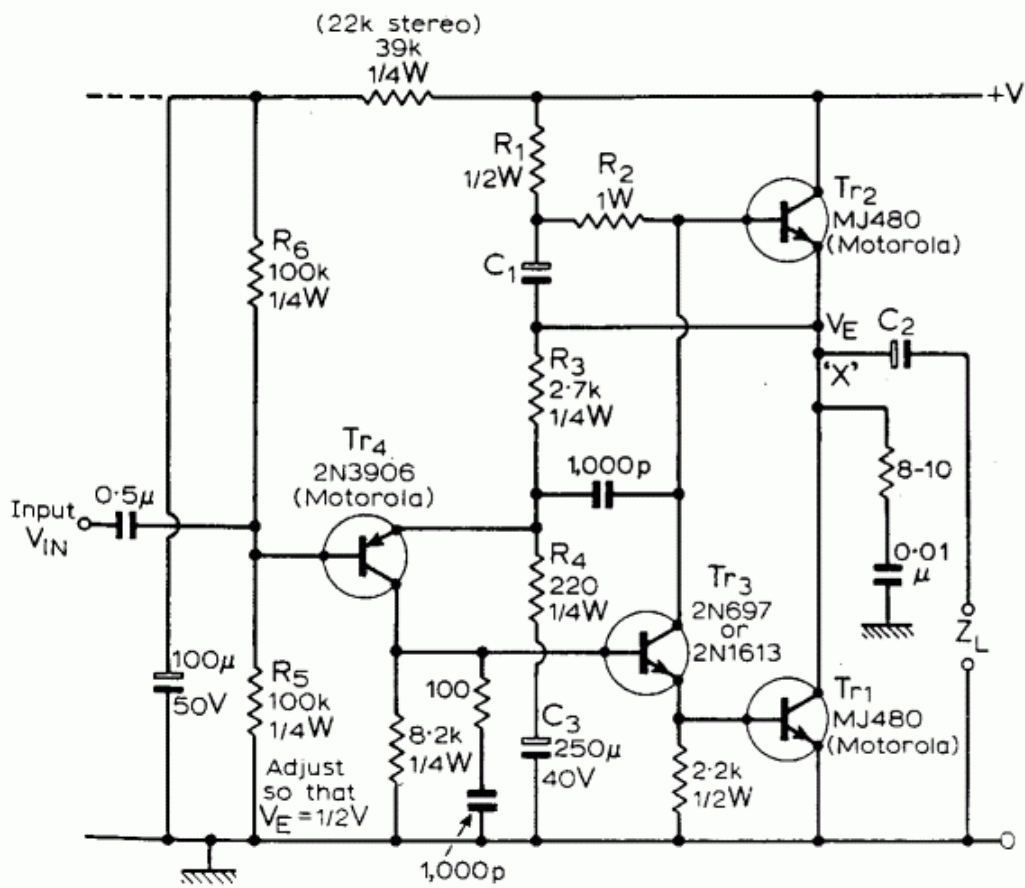 (22k stereo)
39k
1/4W
+V
R1
1/2W
R2
1W
Tr2
MJ480
(Motorola)
R6
100k
1/4W
C1
VE
C2
'X'
R3
2·7k
1/4W
Tr4
2N3906
(Motorola)
1,000p
8-10
Input
VIN
0·5µ
R4
220
1/4W
Tr3
2N697
or
2N1613
0·01
µ
ZL
100µ
50V
R5
100k
1/4W
Adjust
so that
VE = 1/2V
8·2k
1/4W
100
1,000p
C3
250µ
40V
2·2k
1/2W
Tr1
MJ480
(Motorola)
O